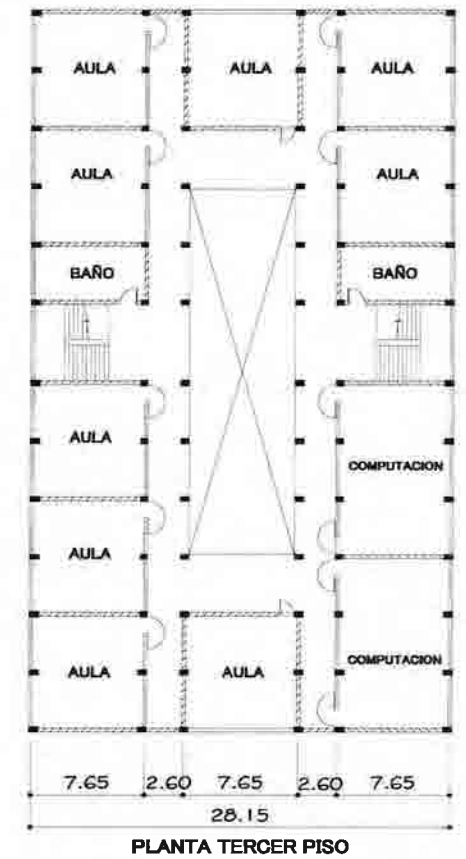 AULA AULA AULA
AULA AULA
BAÑO BAÑO
AULA
COMPUTACION
AULA
AULA AULA COMPUTACION
7.65 2.60 7.65 2.60 7.65
28.15
PLANTA TERCER PISO